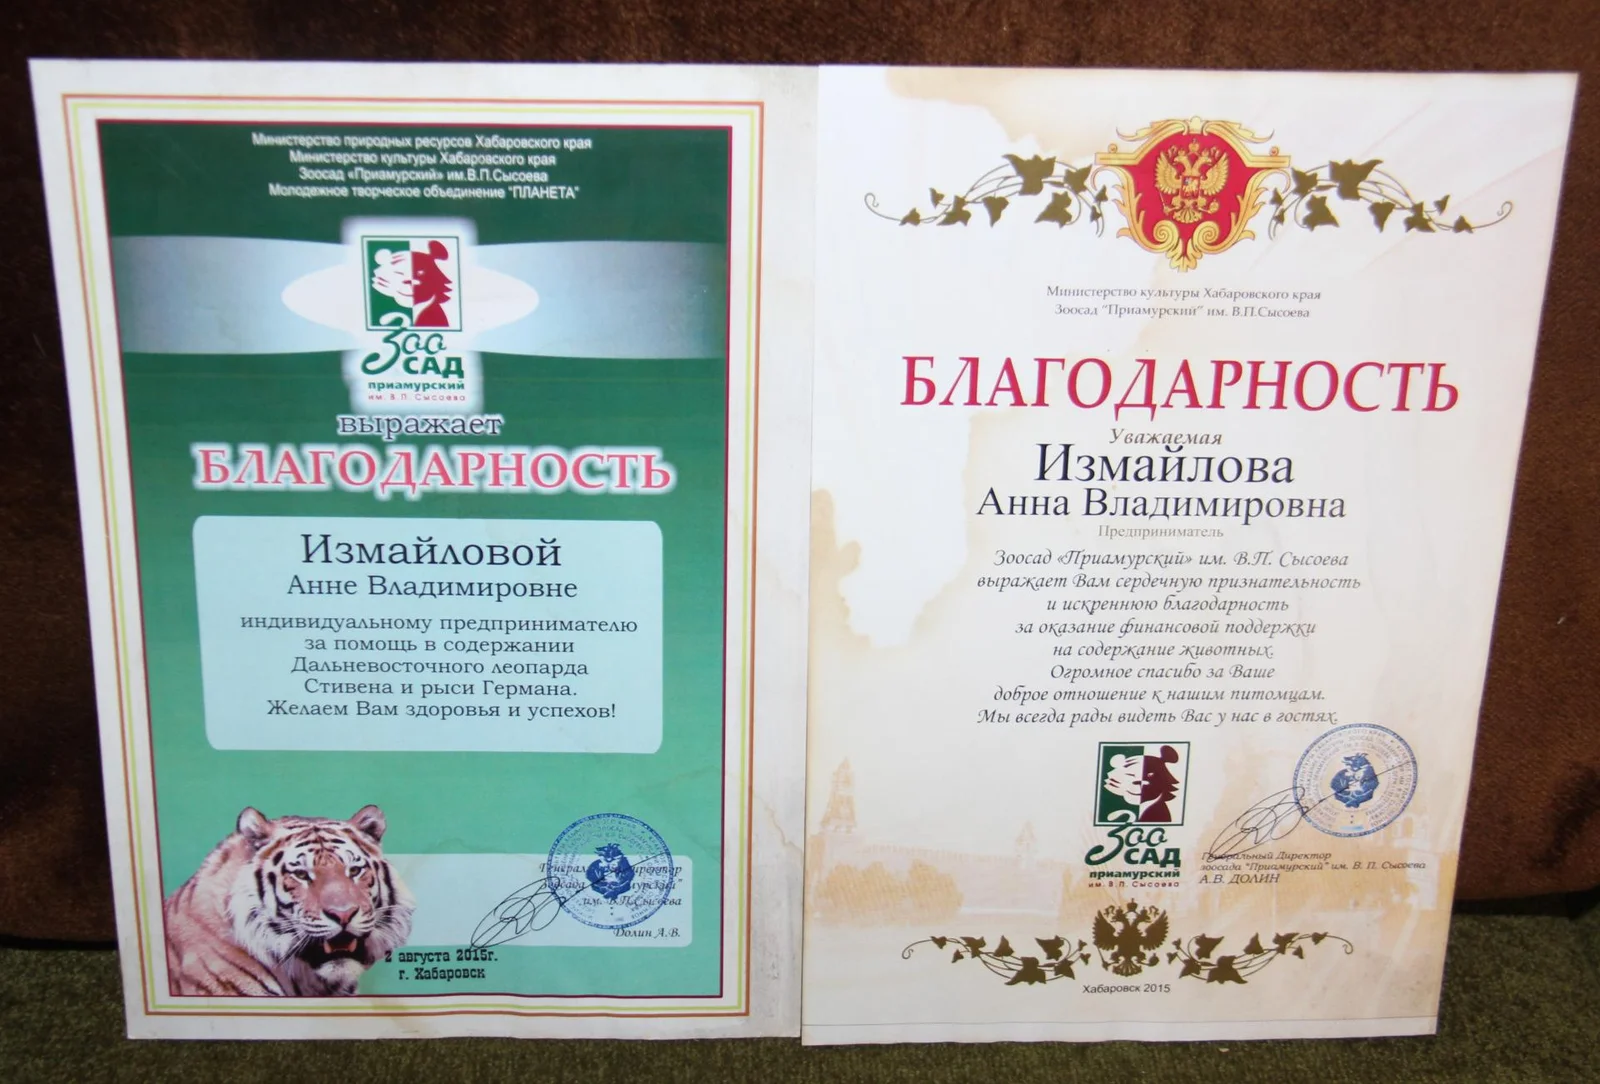 Министерство природных ресурсов Хабаровского края
Министерство культуры Хабаровского края
Зоосад «Приамурский» им.В.П.Сысоева
Молодежное творческое объединение "ПЛАНЕТА"
Зоо
САД
приамурский
им. В.П. Сысоева
выражает
БЛАГОДАРНОСТЬ
Измайловой
Анне Владимировне
индивидуальному предпринимателю
за помощь в содержании
Дальневосточного леопарда
Стивена и рыси Германа.
Желаем Вам здоровья и успехов!
Генеральный Директор
Зоосада "Приамурский"
им. В.П.Сысоева
Долин А.В.
2 августа 2015г.
г. Хабаровск
Министерство культуры Хабаровского края
Зоосад "Приамурский" им. В.П.Сысоева
БЛАГОДАРНОСТЬ
Уважаемая
Измайлова
Анна Владимировна
Предприниматель
Зоосад «Приамурский» им. В.П. Сысоева
выражает Вам сердечную признательность
и искреннюю благодарность
за оказание финансовой поддержки
на содержание животных.
Огромное спасибо за Ваше
доброе отношение к нашим питомцам.
Мы всегда рады видеть Вас у нас в гостях.
Зоо
САД
приамурский
им. В.П. Сысоева
Генеральный Директор
зоосада "Приамурский" им. В. П. Сысоева
А.В. ДОЛИН
Хабаровск 2015